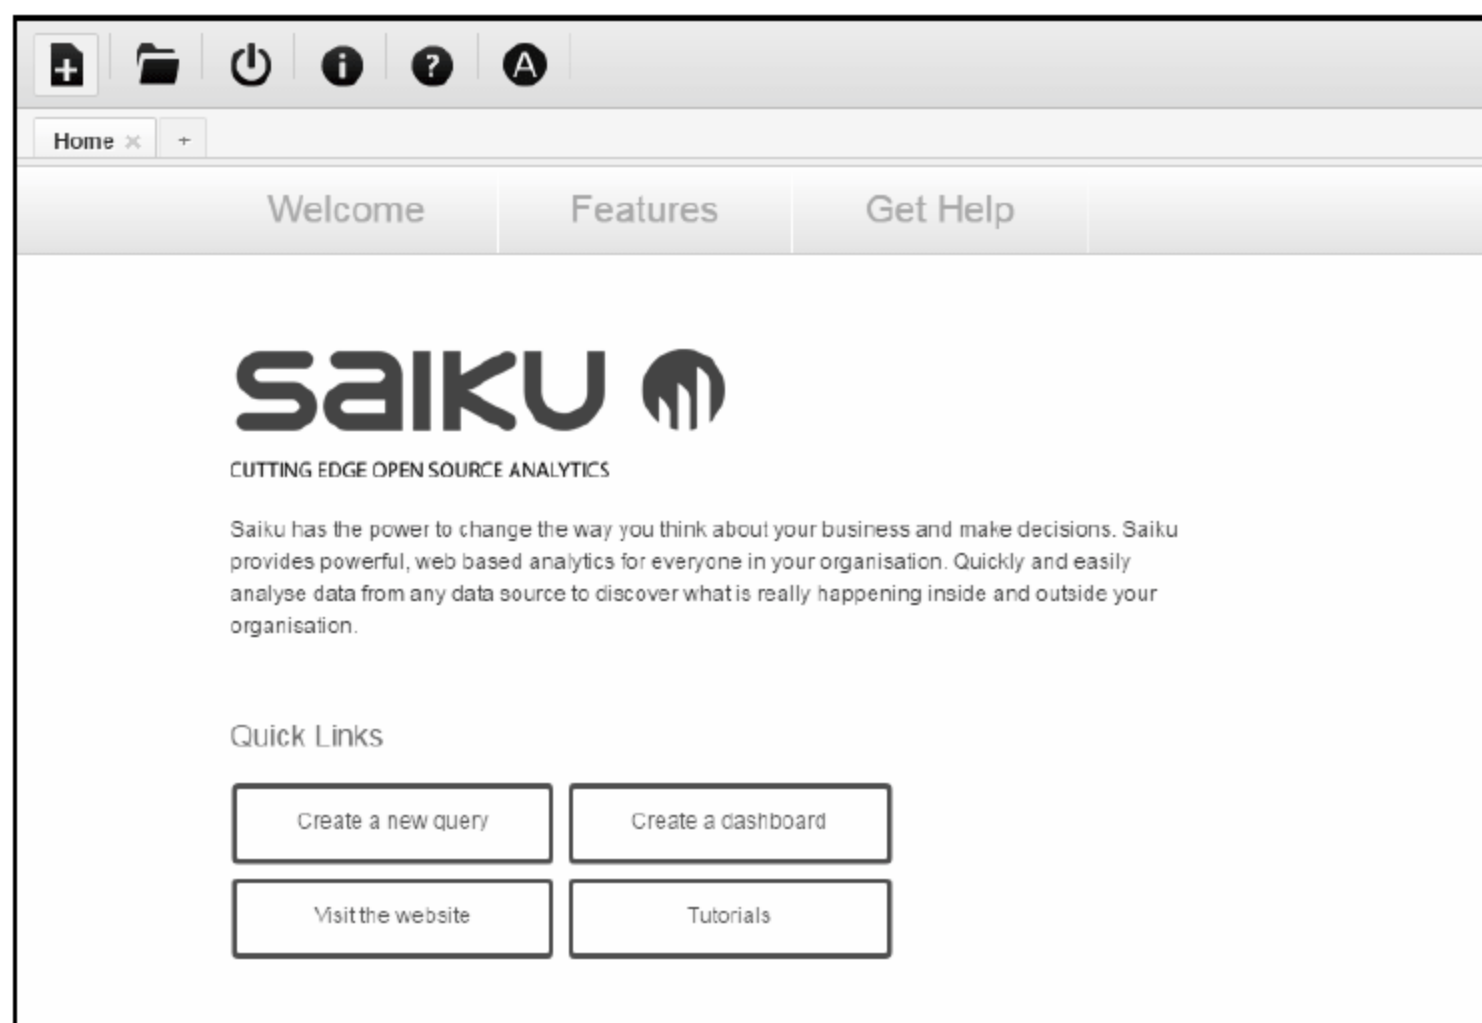 A
Home × +
Welcome Features Get Help
saiku
CUTTING EDGE OPEN SOURCE ANALYTICS
Saiku has the power to change the way you think about your business and make decisions. Saiku
provides powerful, web based analytics for everyone in your organisation. Quickly and easily
analyse data from any data source to discover what is really happening inside and outside your
organisation.
Quick Links
Create a new query Create a dashboard
Visit the website Tutorials